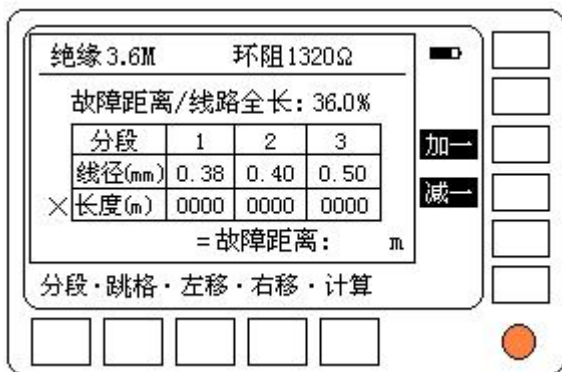 绝缘3.6M 环阻1320Ω
故障距离/线路全长: 36.0%
分段 1 2 3
线径(mm) 0.38 0.40 0.50
×长度(m) 0000 0000 0000
=故障距离: m
加一
减一
分段·跳格·左移·右移·计算